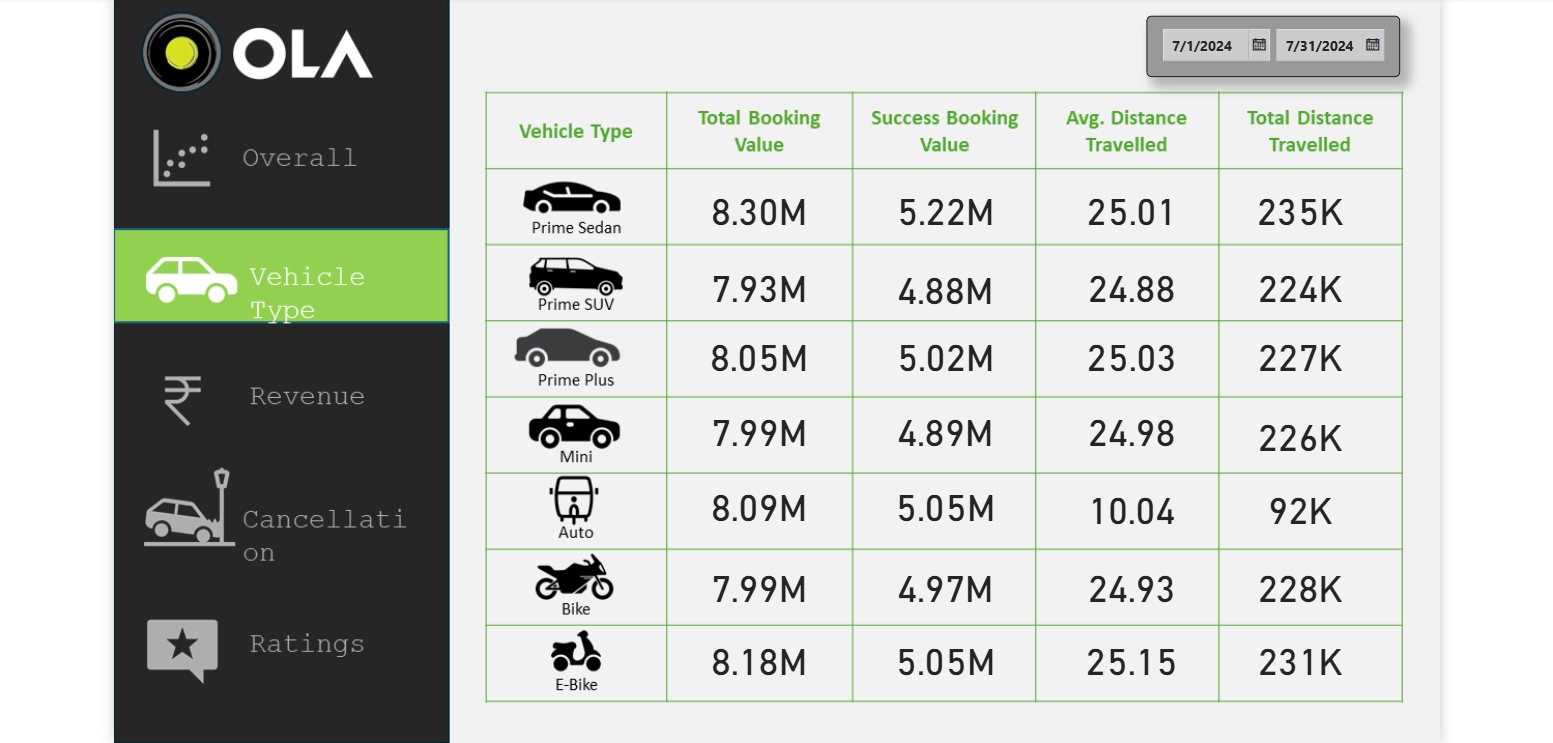 OLA
7/1/2024 7/31/2024
Overall
Vehicle
Type
Revenue
Cancellati
on
Ratings
Vehicle Type Total Booking Value Success Booking Value Avg. Distance Travelled Total Distance Travelled
Prime Sedan 8.30M 5.22M 25.01 235K
Prime SUV 7.93M 4.88M 24.88 224K
Prime Plus 8.05M 5.02M 25.03 227K
Mini 7.99M 4.89M 24.98 226K
Auto 8.09M 5.05M 10.04 92K
Bike 7.99M 4.97M 24.93 228K
E-Bike 8.18M 5.05M 25.15 231K